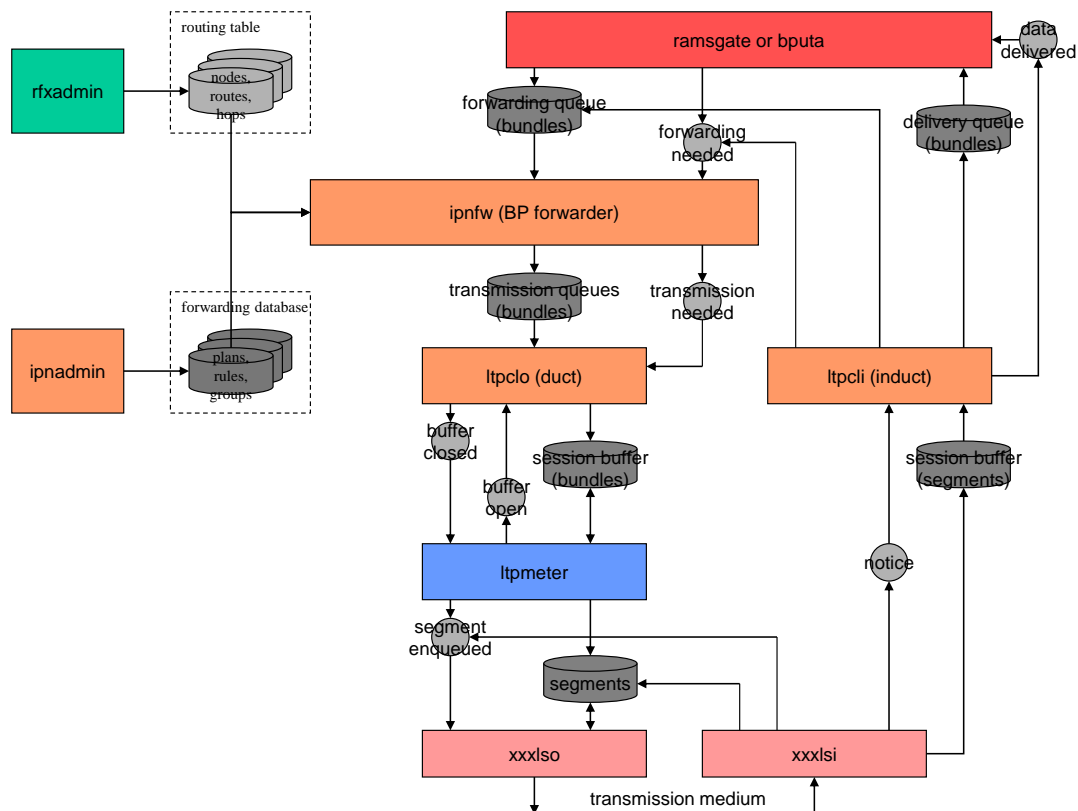 routing table
ramsgate or bputa
data
delivered
rfxadmin
nodes,
routes,
hops
forwarding queue
(bundles)
forwarding
needed
delivery queue
(bundles)
ipnfw (BP forwarder)
forwarding database
transmission queues
(bundles)
transmission
needed
ipnadmin
plans,
rules,
groups
ltpclo (duct)
ltpcli (induct)
buffer
closed
session buffer
(bundles)
session buffer
(segments)
buffer
open
ltpmeter
notice
segment
enqueued
segments
xxxlso
xxxlsi
transmission medium